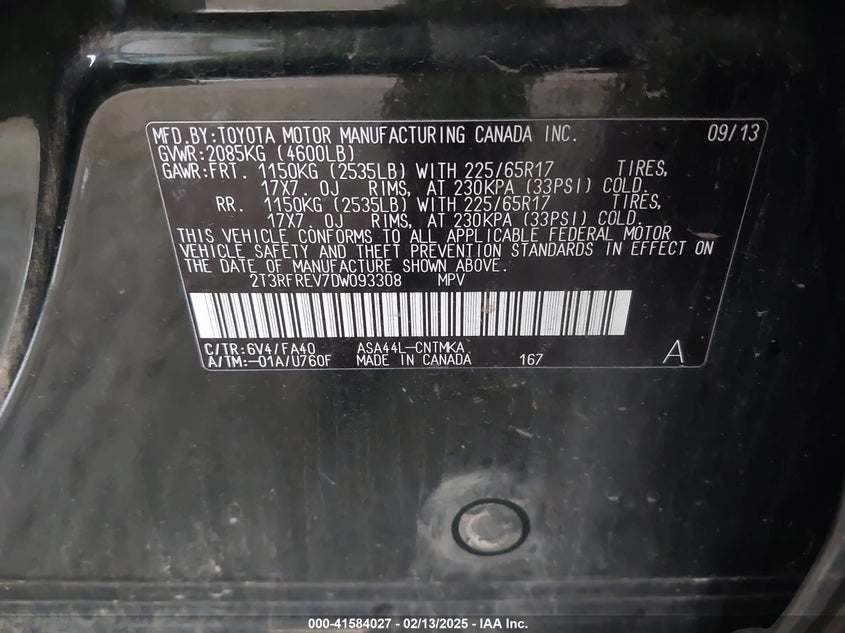 MFD.BY:TOYOTA MOTOR MANUFACTURING CANADA INC. 09/13
GVWR:2085KG (4600LB)
GAWR:FRT. 1150KG (2535LB) WITH 225/65R17 TIRES,
17X7. OJ RIMS, AT 230KPA (33PSI) COLD.
RR. 1150KG (2535LB) WITH 225/65R17 TIRES,
17X7. OJ RIMS, AT 230KPA (33PSI) COLD.
THIS VEHICLE CONFORMS TO ALL APPLICABLE FEDERAL MOTOR
VEHICLE SAFETY AND THEFT PREVENTION STANDARDS IN EFFECT ON
THE DATE OF MANUFACTURE SHOWN ABOVE.
2T3RFREV7DW093308 MPV
C/TR:6V4/FA40 ASA44L-CNTMKA
A/TM:-01A/U760F MADE IN CANADA 167 A
000-41584027 - 02/13/2025 - IAA Inc.